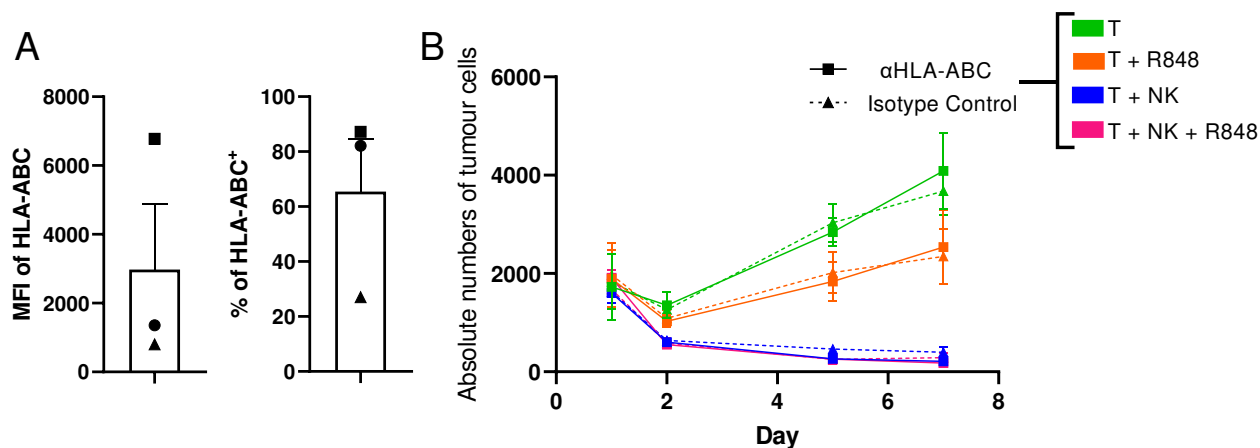 A
MFI of HLA-ABC
8000
6000
4000
2000
0
% of HLA-ABC⁺
100
80
60
40
20
0
B
Absolute numbers of tumour cells
6000
4000
2000
0
0 2 4 6 8
Day
αHLA-ABC
Isotype Control
T
T + R848
T + NK
T + NK + R848